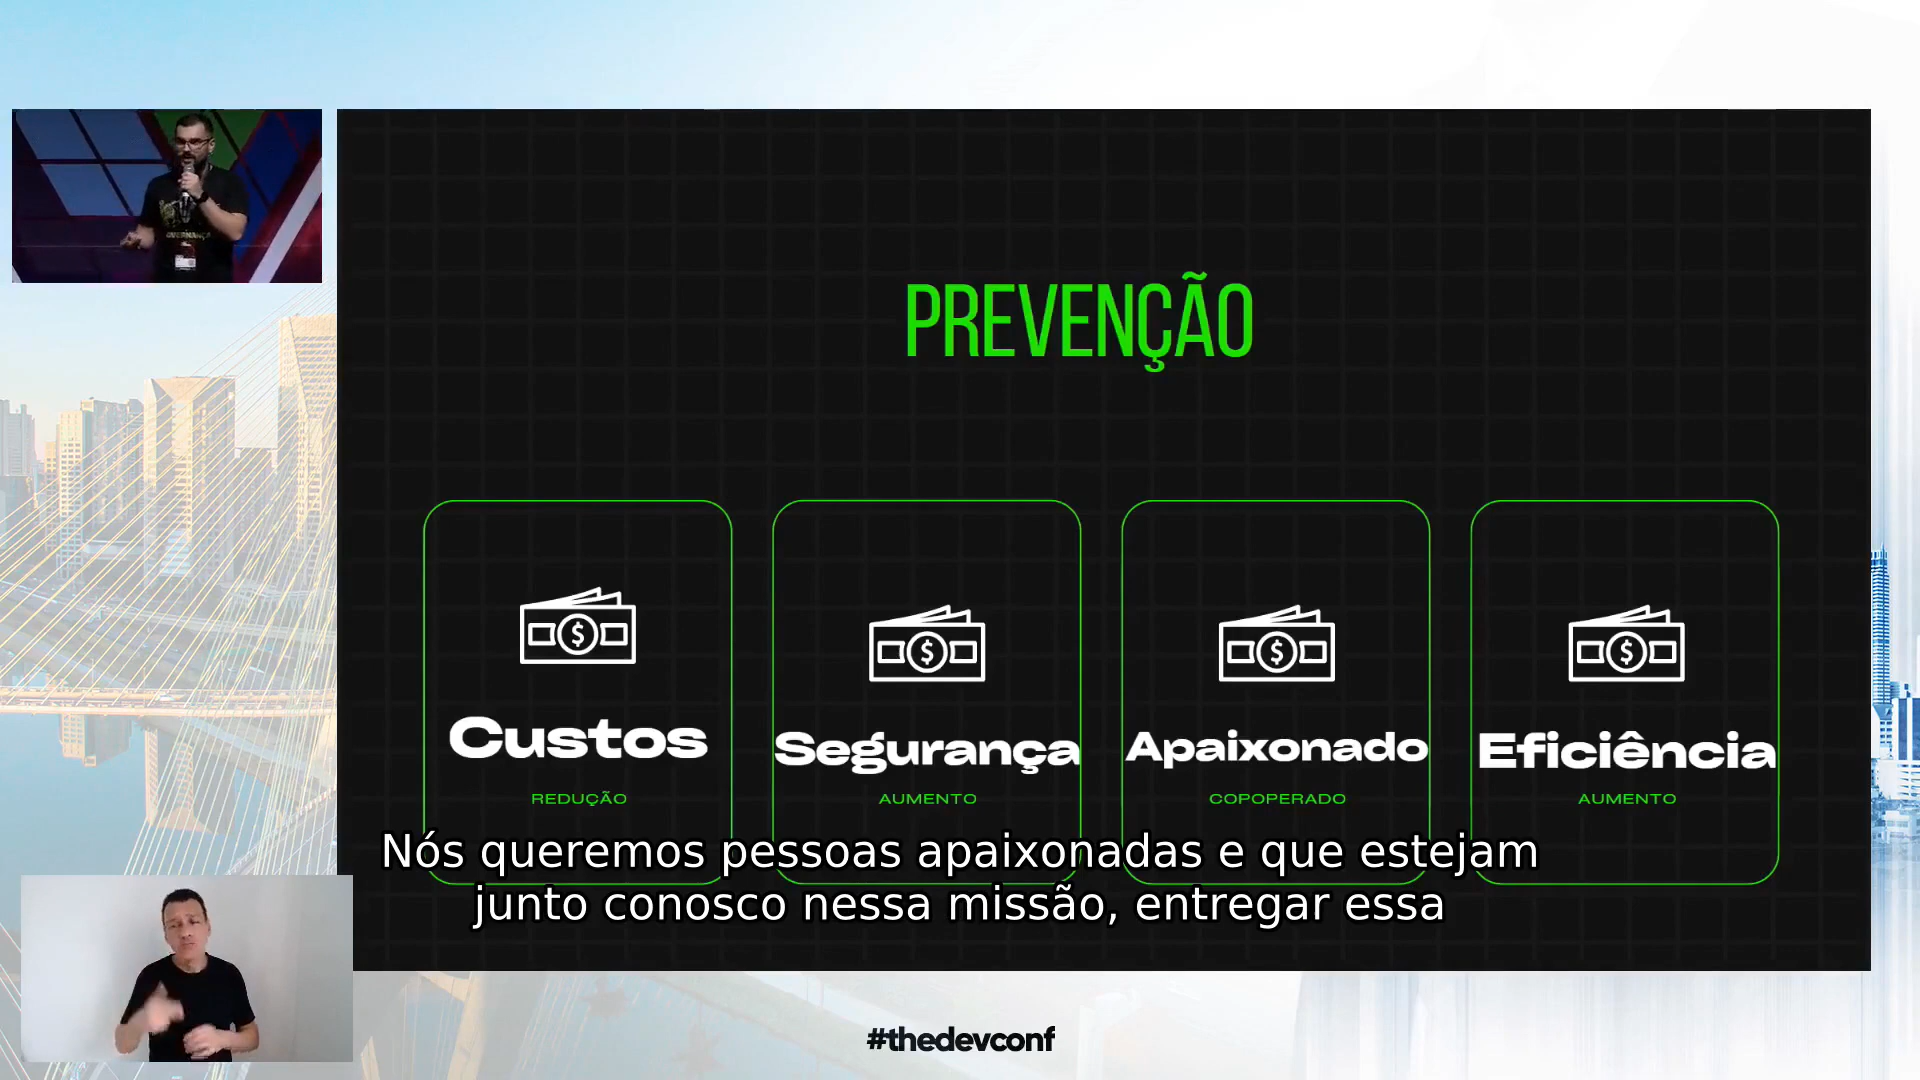 PREVENÇÃO
Custos
REDUÇÃO
Segurança
AUMENTO
Apaixonado
COPOPERADO
Eficiência
AUMENTO
Nós queremos pessoas apaixonadas e que estejam
junto conosco nessa missão, entregar essa
#thedevconf